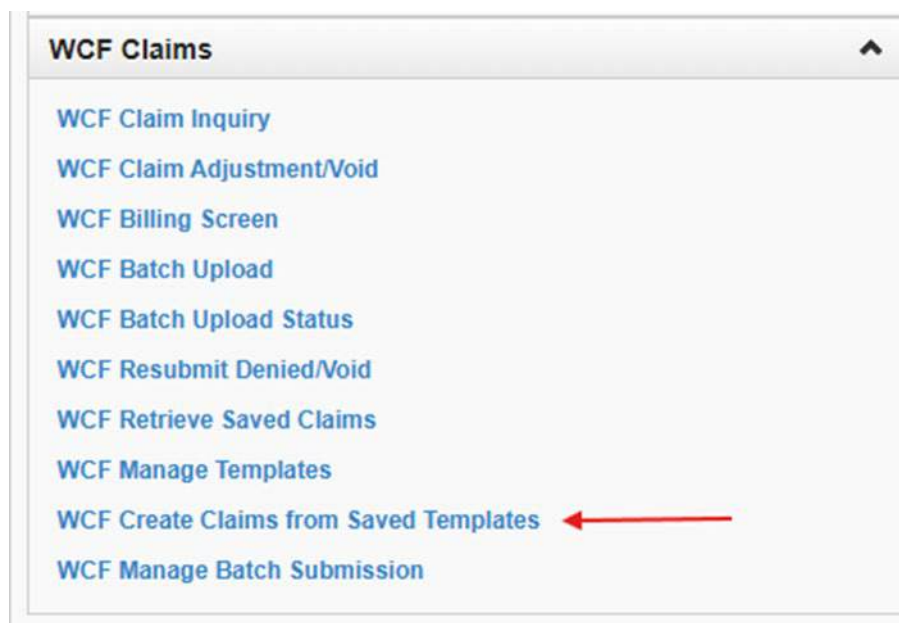 WCF Claims
WCF Claim Inquiry
WCF Claim Adjustment/Void
WCF Billing Screen
WCF Batch Upload
WCF Batch Upload Status
WCF Resubmit Denied/Void
WCF Retrieve Saved Claims
WCF Manage Templates
WCF Create Claims from Saved Templates
WCF Manage Batch Submission